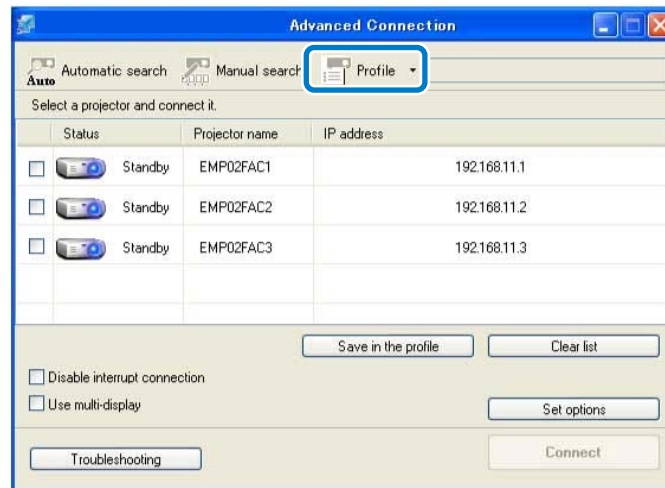 Advanced Connection
Auto Automatic search Manual search Profile
Select a projector and connect it.
Status Projector name IP address
Standby EMP02FAC1 192.168.11.1
Standby EMP02FAC2 192.168.11.2
Standby EMP02FAC3 192.168.11.3
Save in the profile Clear list
Disable interrupt connection
Use multi-display
Set options
Troubleshooting Connect